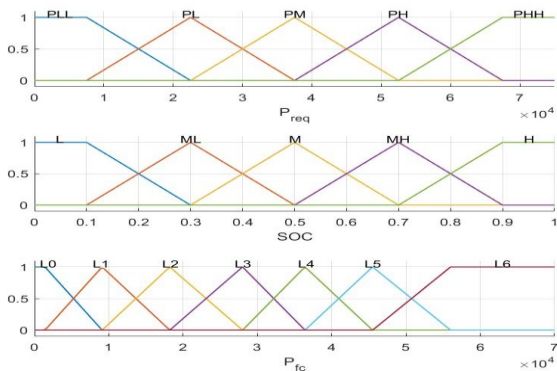 PLL PL PM PH PHH
1
0.5
0
0 1 2 3 4 5 6 7
P_req ×10^4
L ML M MH H
1
0.5
0
0 0.1 0.2 0.3 0.4 0.5 0.6 0.7 0.8 0.9 1
SOC
L0 L1 L2 L3 L4 L5 L6
1
0.5
0
0 1 2 3 4 5 6 7
P_fc ×10^4